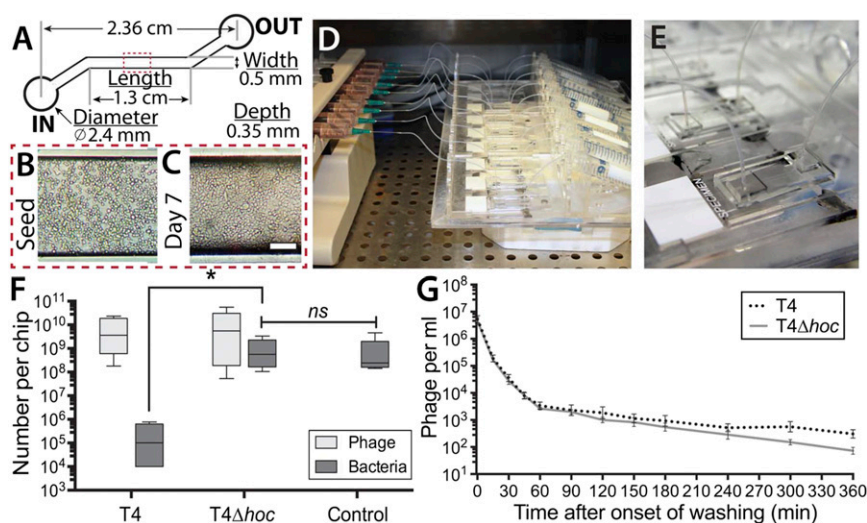 A
2.36 cm
OUT
Width
0.5 mm
Length
1.3 cm
IN
Diameter
Ø2.4 mm
Depth
0.35 mm
B
Seed
C
Day 7
D
E
SPECIMEN
F
Number per chip
10¹¹
10¹⁰
10⁹
10⁸
10⁷
10⁶
10⁵
10⁴
10³
*
ns
Phage
Bacteria
T4
T4Δhoc
Control
G
Phage per ml
10⁷
10⁶
10⁵
10⁴
10³
10²
10¹
T4
T4Δhoc
0 30 60 90 120 150 180 210 240 270 300 330 360
Time after onset of washing (min)